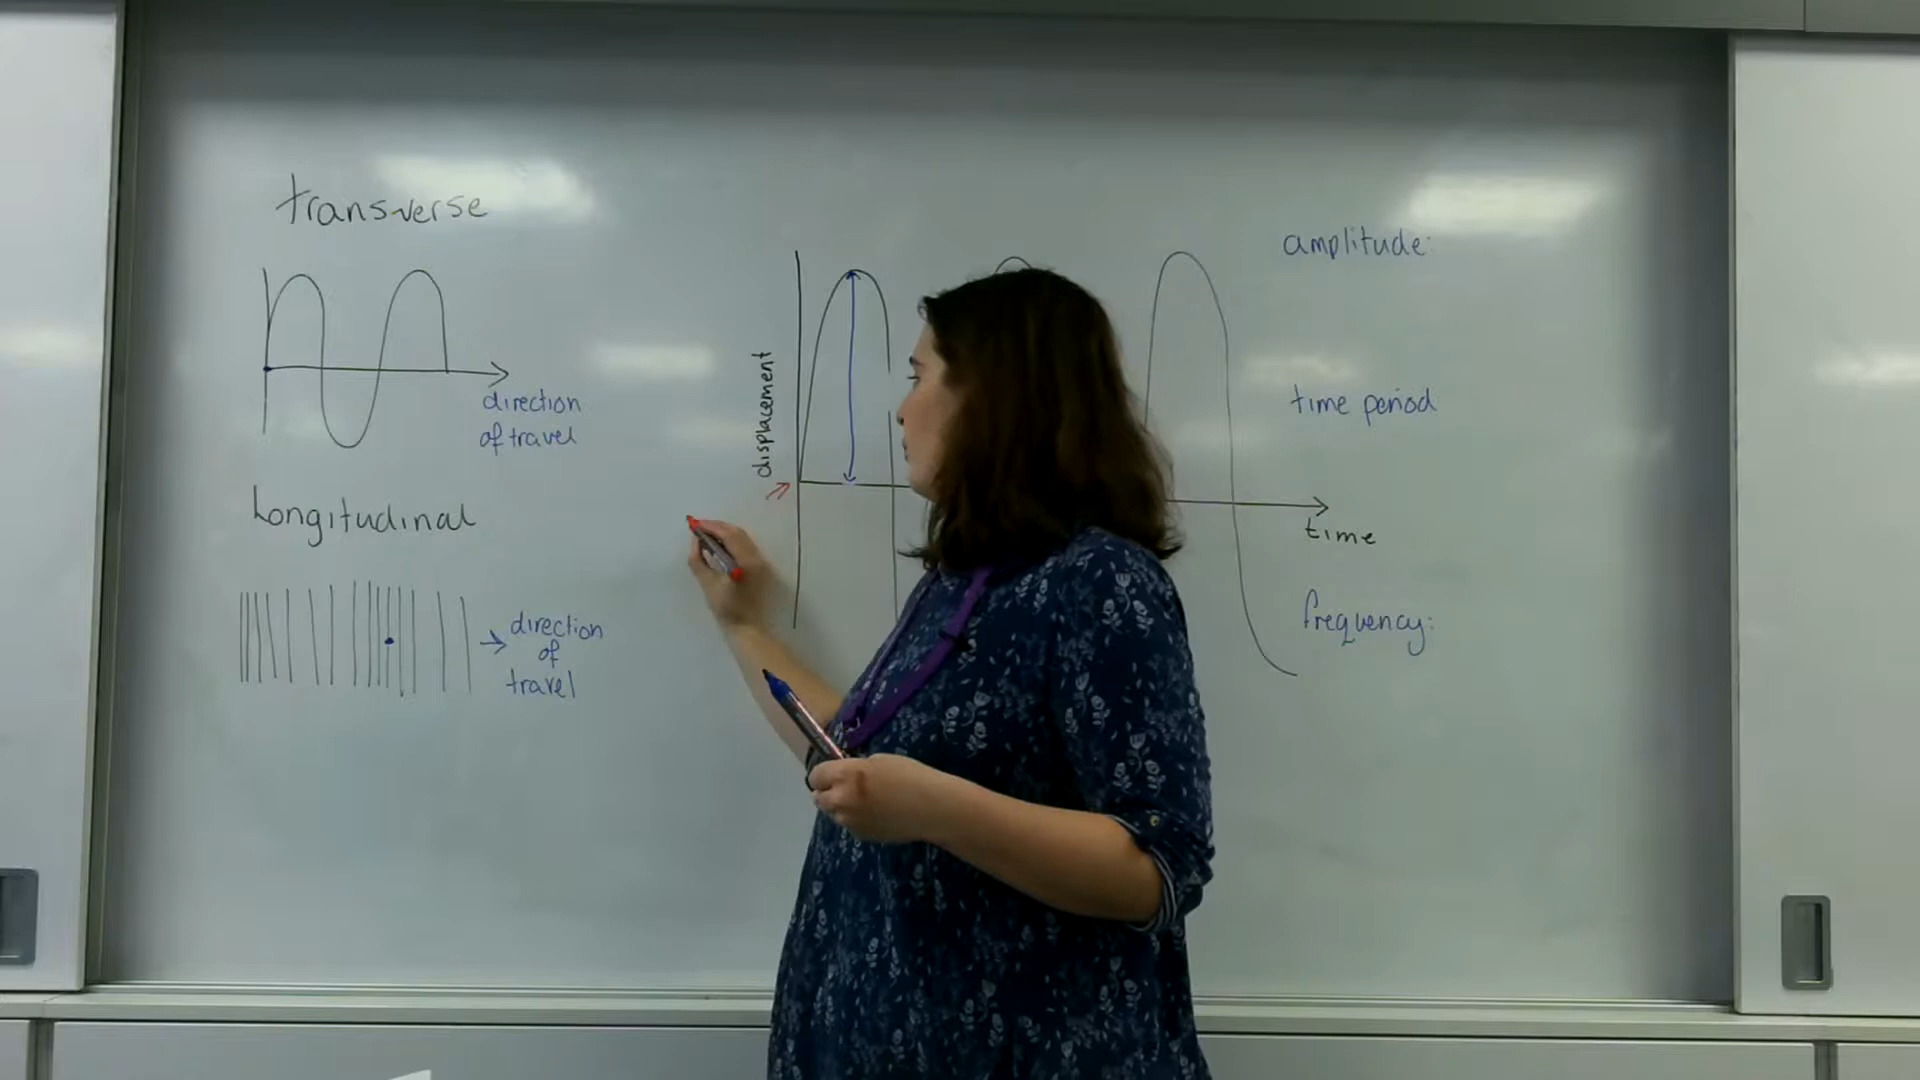 transverse
direction
of travel
Longitudinal
direction
of
travel
displacement
time
amplitude:
time period
frequency: